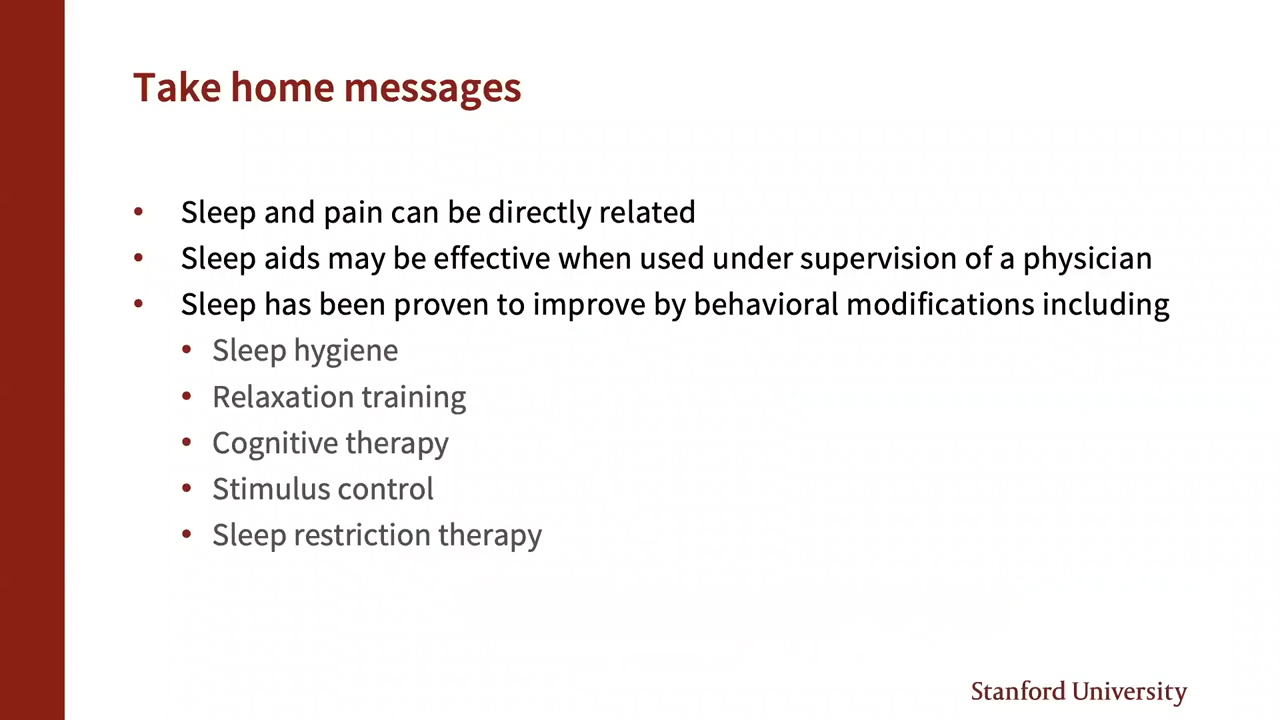 Take home messages
• Sleep and pain can be directly related
• Sleep aids may be effective when used under supervision of a physician
• Sleep has been proven to improve by behavioral modifications including
• Sleep hygiene
• Relaxation training
• Cognitive therapy
• Stimulus control
• Sleep restriction therapy
Stanford University